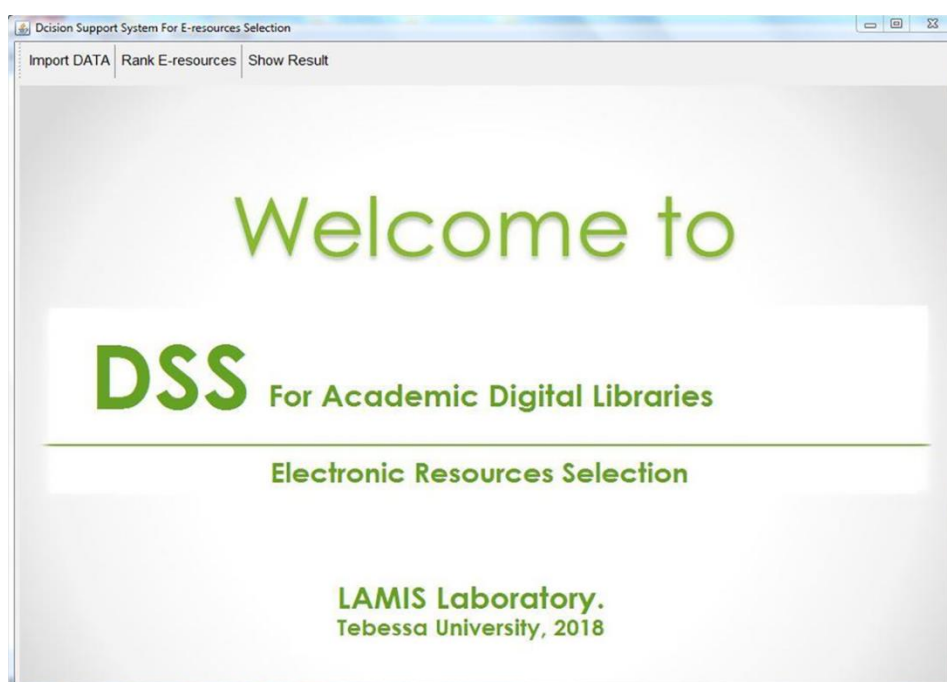 Dcision Support System For E-resources Selection
Import DATA Rank E-resources Show Result
Welcome to
DSS For Academic Digital Libraries
Electronic Resources Selection
LAMIS Laboratory.
Tebessa University, 2018